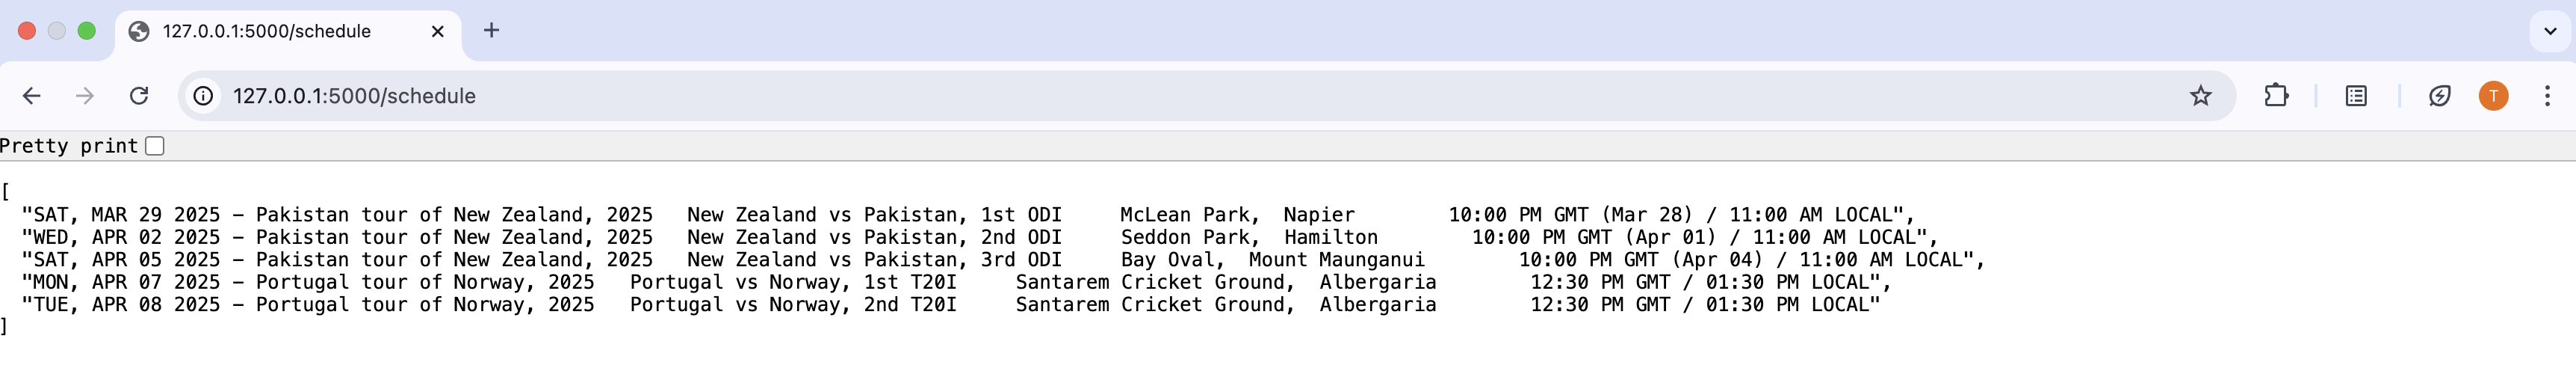 127.0.0.1:5000/schedule
127.0.0.1:5000/schedule
T
Pretty print
[
"SAT, MAR 29 2025 – Pakistan tour of New Zealand, 2025   New Zealand vs Pakistan, 1st ODI     McLean Park,  Napier        10:00 PM GMT (Mar 28) / 11:00 AM LOCAL",
"WED, APR 02 2025 – Pakistan tour of New Zealand, 2025   New Zealand vs Pakistan, 2nd ODI     Seddon Park,  Hamilton        10:00 PM GMT (Apr 01) / 11:00 AM LOCAL",
"SAT, APR 05 2025 – Pakistan tour of New Zealand, 2025   New Zealand vs Pakistan, 3rd ODI     Bay Oval,  Mount Maunganui        10:00 PM GMT (Apr 04) / 11:00 AM LOCAL",
"MON, APR 07 2025 – Portugal tour of Norway, 2025   Portugal vs Norway, 1st T20I     Santarem Cricket Ground,  Albergaria        12:30 PM GMT / 01:30 PM LOCAL",
"TUE, APR 08 2025 – Portugal tour of Norway, 2025   Portugal vs Norway, 2nd T20I     Santarem Cricket Ground,  Albergaria        12:30 PM GMT / 01:30 PM LOCAL"
]